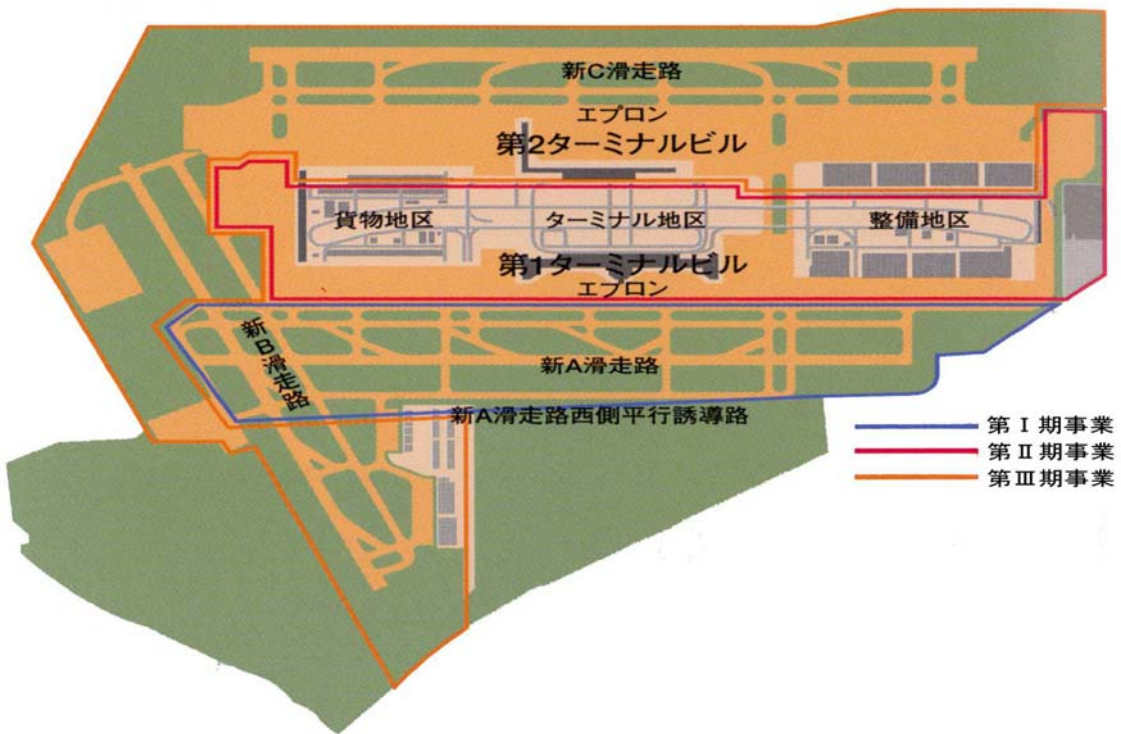 新C滑走路
エプロン
第2ターミナルビル
貨物地区
ターミナル地区
整備地区
第1ターミナルビル
エプロン
新B滑走路
新A滑走路
新A滑走路西側平行誘導路
第Ⅰ期事業
第Ⅱ期事業
第Ⅲ期事業